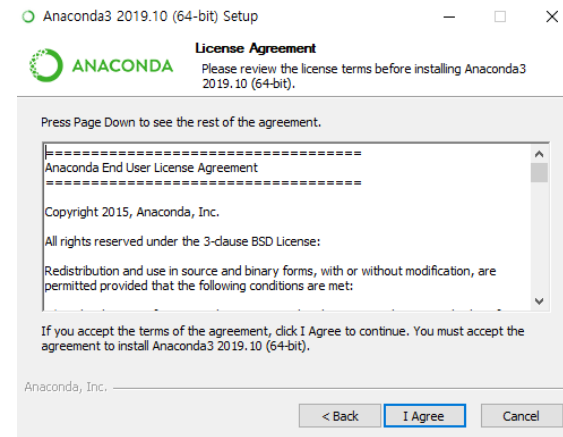 Anaconda3 2019.10 (64-bit) Setup
ANACONDA
License Agreement
Please review the license terms before installing Anaconda3
2019.10 (64-bit).
Press Page Down to see the rest of the agreement.
===================================
Anaconda End User License Agreement
===================================
Copyright 2015, Anaconda, Inc.
All rights reserved under the 3-clause BSD License:
Redistribution and use in source and binary forms, with or without modification, are
permitted provided that the following conditions are met:
If you accept the terms of the agreement, click I Agree to continue. You must accept the
agreement to install Anaconda3 2019.10 (64-bit).
Anaconda, Inc.
< Back
I Agree
Cancel